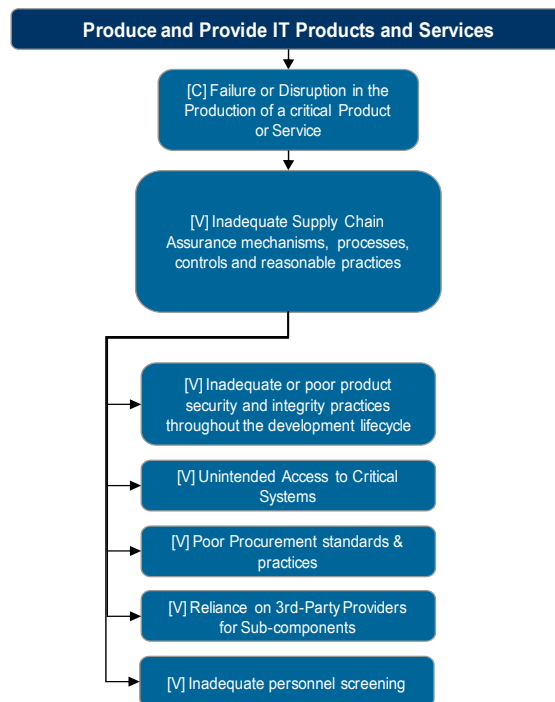 Produce and Provide IT Products and Services
[C] Failure or Disruption in the
Production of a critical Product
or Service
[V] Inadequate Supply Chain
Assurance mechanisms, processes,
controls and reasonable practices
[V] Inadequate or poor product
security and integrity practices
throughout the development lifecycle
[V] Unintended Access to Critical
Systems
[V] Poor Procurement standards &
practices
[V] Reliance on 3rd-Party Providers
for Sub-components
[V] Inadequate personnel screening